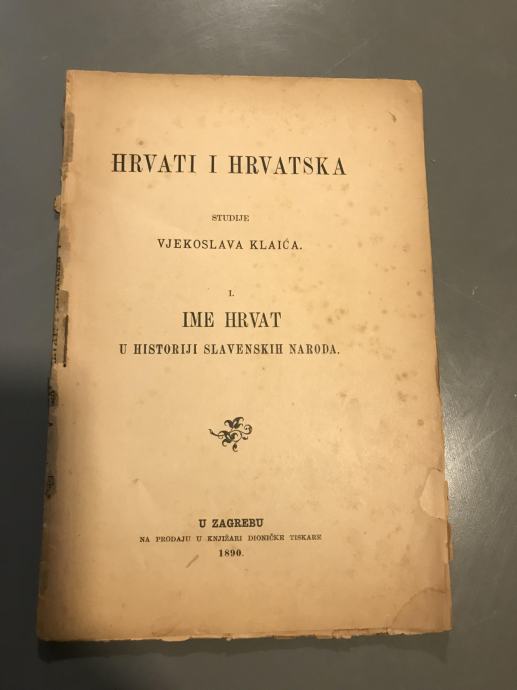 HRVATI I HRVATSKA
STUDIJE
VJEKOSLAVA KLAIĆA.
I.
IME HRVAT
U HISTORIJI SLAVENSKIH NARODA.
U ZAGREBU
NA PRODAJU U KNJIŽARI DIONIČKE TISKARE
1890.